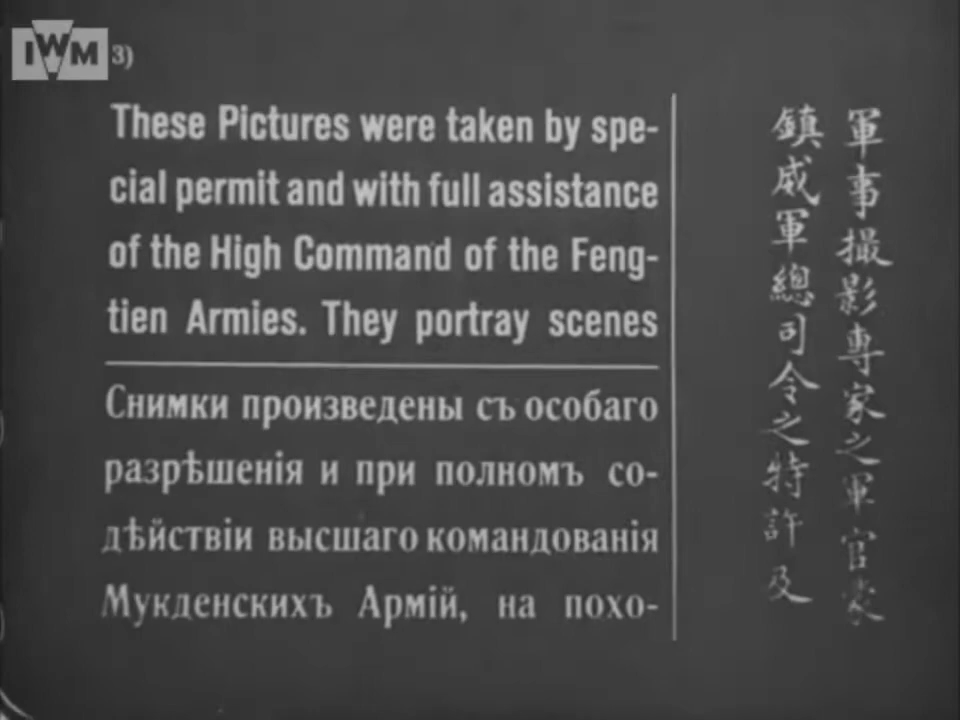 IWM
3)
These Pictures were taken by spe-
cial permit and with full assistance
of the High Command of the Feng-
tien Armies. They portray scenes
Снимки произведены съ особаго
разрѣшенія и при полномъ со-
дѣйствіи высшаго командованія
Мукденскихъ Армій, на похо-
軍事撮影專家之軍官蒙
鎮威軍總司令之特許及